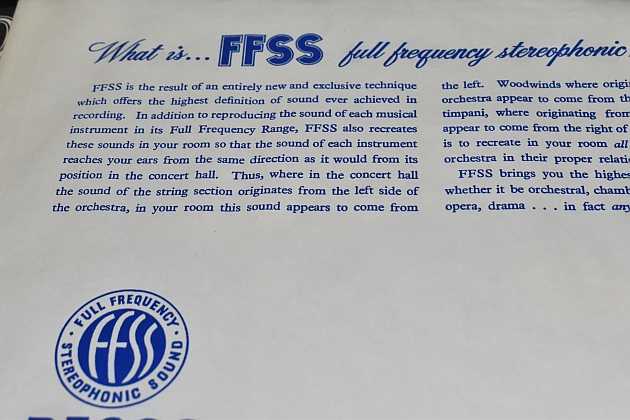 What is... FFSS full frequency stereophonic
FFSS is the result of an entirely new and exclusive technique
which offers the highest definition of sound ever achieved in
recording. In addition to reproducing the sound of each musical
instrument in its Full Frequency Range, FFSS also recreates
these sounds in your room so that the sound of each instrument
reaches your ears from the same direction as it would from its
position in the concert hall. Thus, where in the concert hall
the sound of the string section originates from the left side of
the orchestra, in your room this sound appears to come from
the left. Woodwinds where
orchestra appear to come from
timpani, where originating from
appear to come from the right of
is to recreate in your room all
orchestra in their proper
FFSS brings you the
whether it be orchestral,
opera, drama . . . in fact
FULL FREQUENCY
FFSS
STEREOPHONIC SOUND